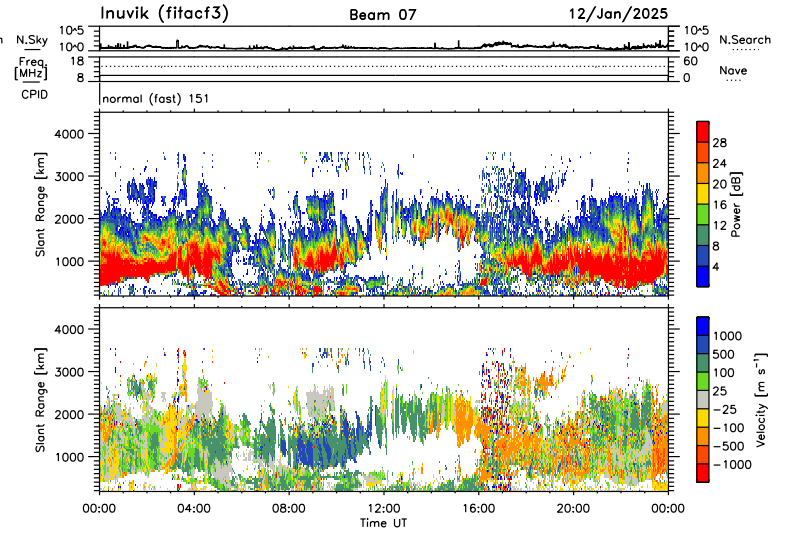 Inuvik (fitacf3)
Beam 07
12/Jan/2025
N.Sky
10^5
10^0
10^5
10^0
N.Search
Freq.
[MHz]
18
8
60
0
Nave
CPID
normal (fast) 151
Slant Range [km]
4000
3000
2000
1000
28
24
20
16
12
8
4
Power [dB]
Slant Range [km]
4000
3000
2000
1000
1000
500
100
25
-25
-100
-500
-1000
Velocity [m s⁻¹]
00:00
04:00
08:00
12:00
16:00
20:00
00:00
Time UT